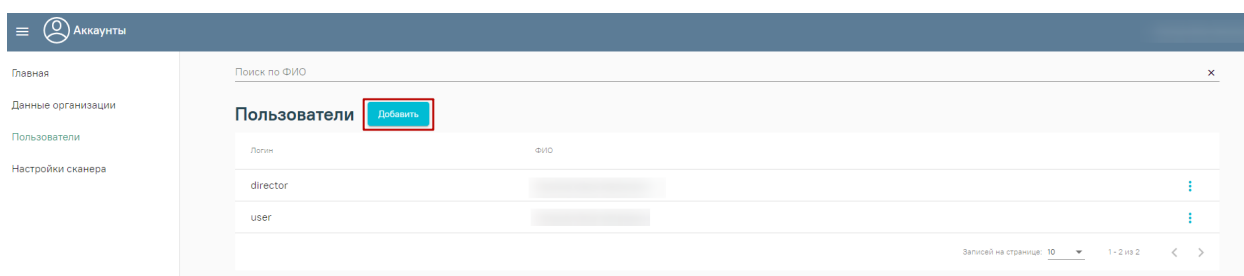 Аккаунты
Главная
Данные организации
Пользователи
Настройки сканера
Поиск по ФИО
Пользователи Добавить
Логин ФИО
director
user
Записей на странице: 10 1 - 2 из 2